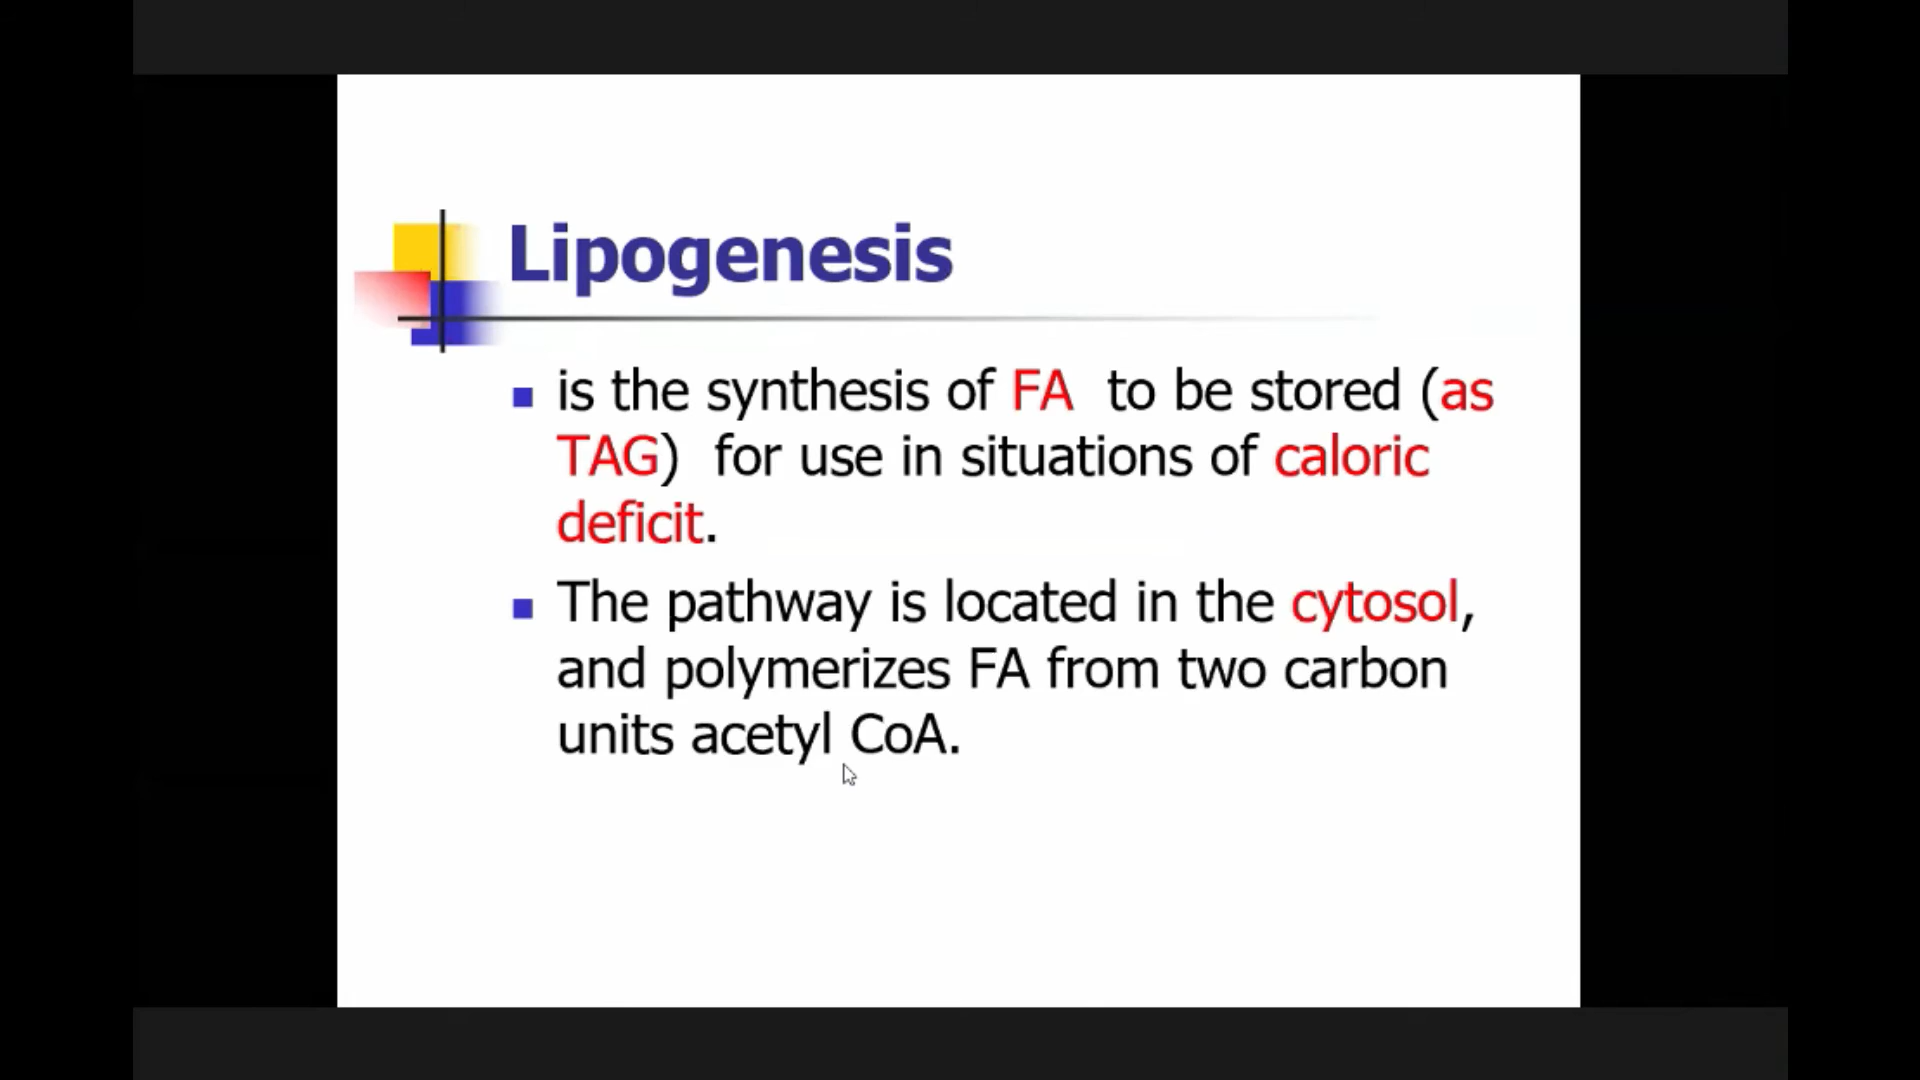 Lipogenesis
is the synthesis of FA to be stored (as
TAG) for use in situations of caloric
deficit.
The pathway is located in the cytosol,
and polymerizes FA from two carbon
units acetyl CoA.